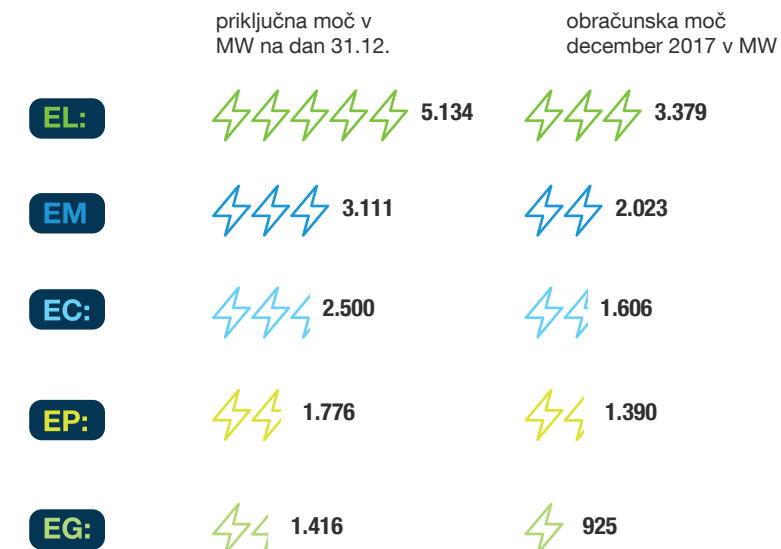 priključna moč v
MW na dan 31.12.
obračunska moč
december 2017 v MW
EL: 5.134 3.379
EM 3.111 2.023
EC: 2.500 1.606
EP: 1.776 1.390
EG: 1.416 925